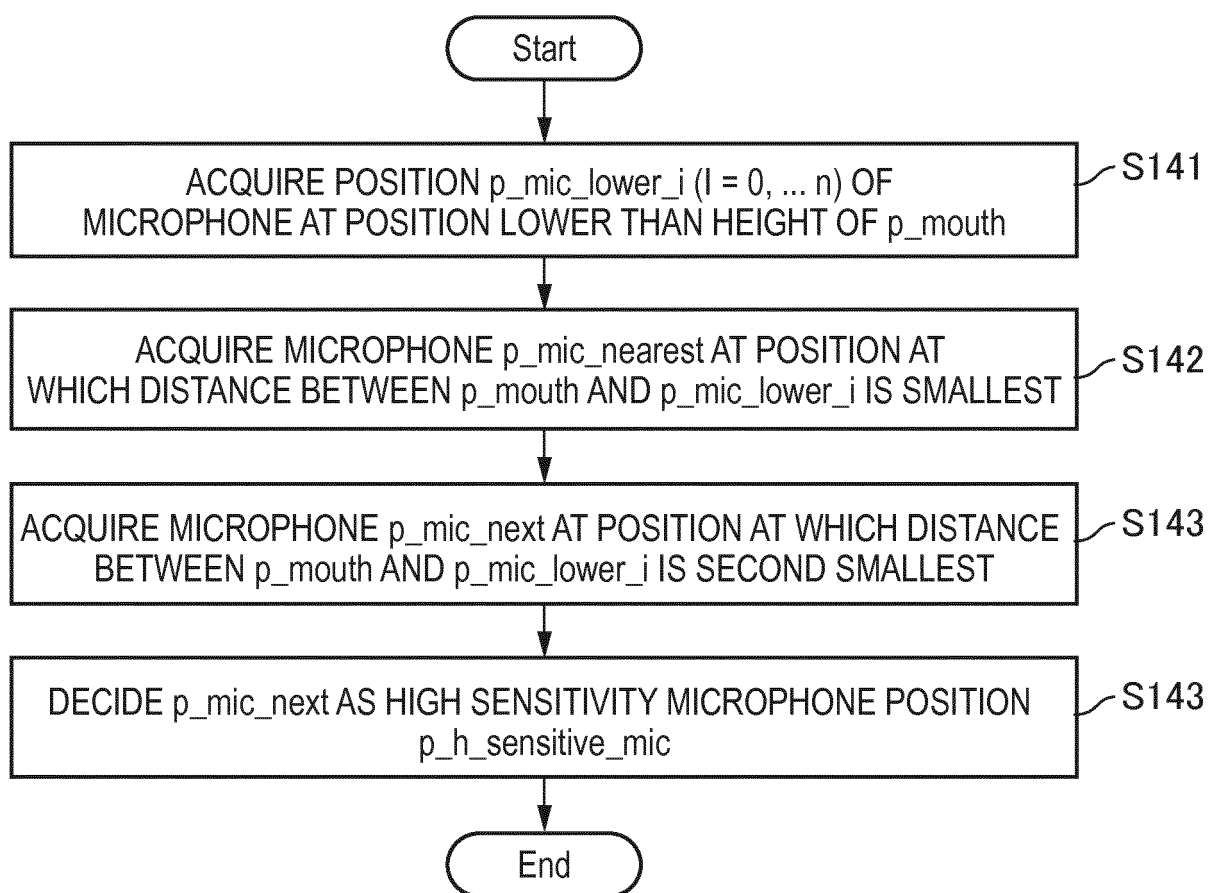 Start
ACQUIRE POSITION p_mic_lower_i (I = 0, ... n) OF
MICROPHONE AT POSITION LOWER THAN HEIGHT OF p_mouth
S141
ACQUIRE MICROPHONE p_mic_nearest AT POSITION AT
WHICH DISTANCE BETWEEN p_mouth AND p_mic_lower_i IS SMALLEST
S142
ACQUIRE MICROPHONE p_mic_next AT POSITION AT WHICH DISTANCE
BETWEEN p_mouth AND p_mic_lower_i IS SECOND SMALLEST
S143
DECIDE p_mic_next AS HIGH SENSITIVITY MICROPHONE POSITION
p_h_sensitive_mic
S143
End